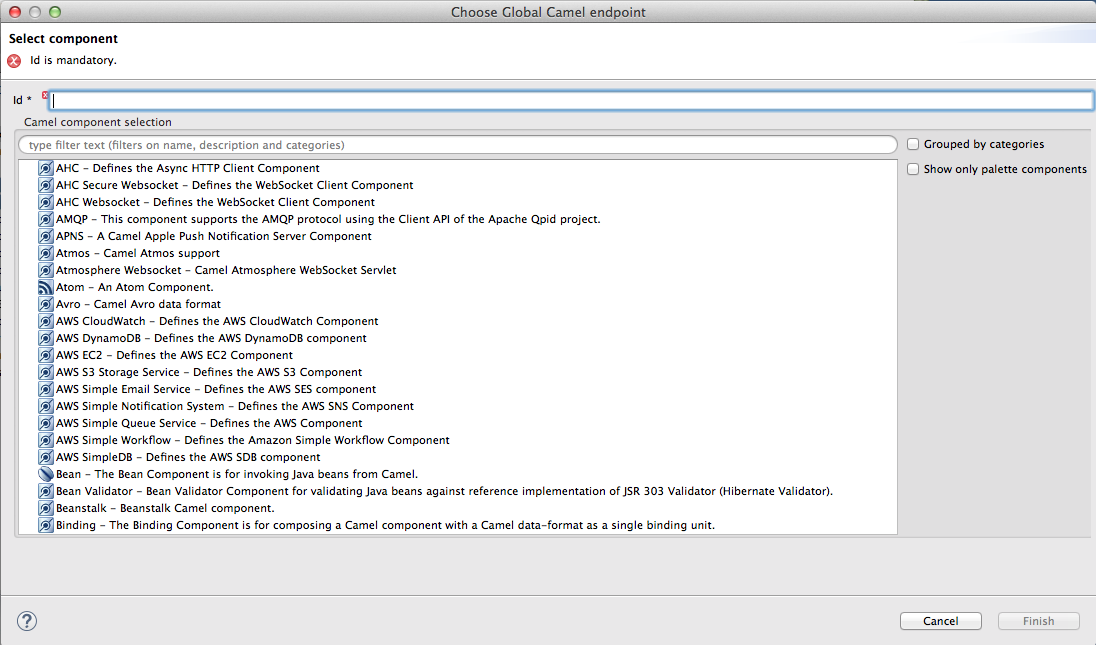 Choose Global Camel endpoint
Select component
Id is mandatory.
Id *
Camel component selection
type filter text (filters on name, description and categories)
Grouped by categories
Show only palette components
AHC – Defines the Async HTTP Client Component
AHC Secure Websocket – Defines the WebSocket Client Component
AHC Websocket – Defines the WebSocket Client Component
AMQP – This component supports the AMQP protocol using the Client API of the Apache Qpid project.
APNS – A Camel Apple Push Notification Server Component
Atmos – Camel Atmos support
Atmosphere Websocket – Camel Atmosphere WebSocket Servlet
Atom – An Atom Component.
Avro – Camel Avro data format
AWS CloudWatch – Defines the AWS CloudWatch Component
AWS DynamoDB – Defines the AWS DynamoDB component
AWS EC2 – Defines the AWS EC2 Component
AWS S3 Storage Service – Defines the AWS S3 Component
AWS Simple Email Service – Defines the AWS SES component
AWS Simple Notification System – Defines the AWS SNS Component
AWS Simple Queue Service – Defines the AWS Component
AWS Simple Workflow – Defines the Amazon Simple Workflow Component
AWS SimpleDB – Defines the AWS SDB component
Bean – The Bean Component is for invoking Java beans from Camel.
Bean Validator – Bean Validator Component for validating Java beans against reference implementation of JSR 303 Validator (Hibernate Validator).
Beanstalk – Beanstalk Camel component.
Binding – The Binding Component is for composing a Camel component with a Camel data-format as a single binding unit.
?
Cancel
Finish